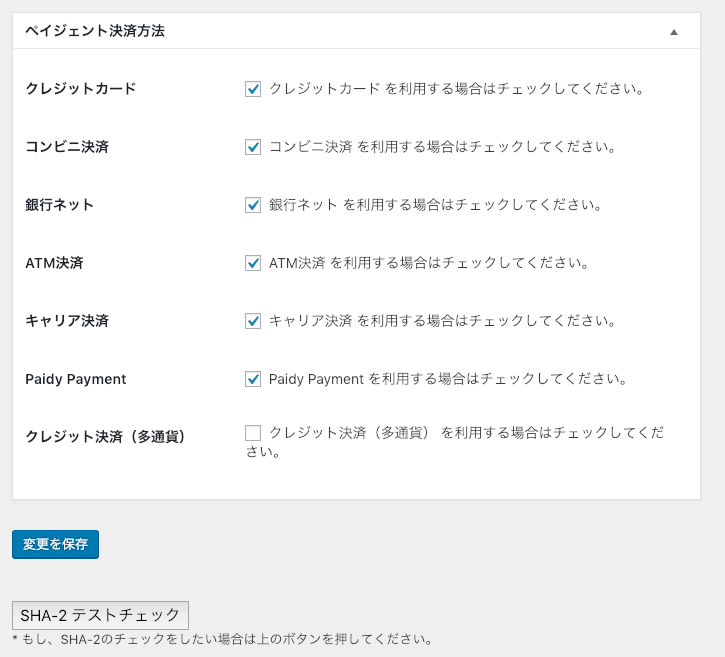 ペイジェント決済方法 ▲
クレジットカード クレジットカード を利用する場合はチェックしてください。
コンビニ決済 コンビニ決済 を利用する場合はチェックしてください。
銀行ネット 銀行ネット を利用する場合はチェックしてください。
ATM決済 ATM決済 を利用する場合はチェックしてください。
キャリア決済 キャリア決済 を利用する場合はチェックしてください。
Paidy Payment Paidy Payment を利用する場合はチェックしてください。
クレジット決済（多通貨） クレジット決済（多通貨） を利用する場合はチェックしてくだ
さい。
変更を保存
SHA-2 テストチェック
* もし、SHA-2のチェックをしたい場合は上のボタンを押してください。